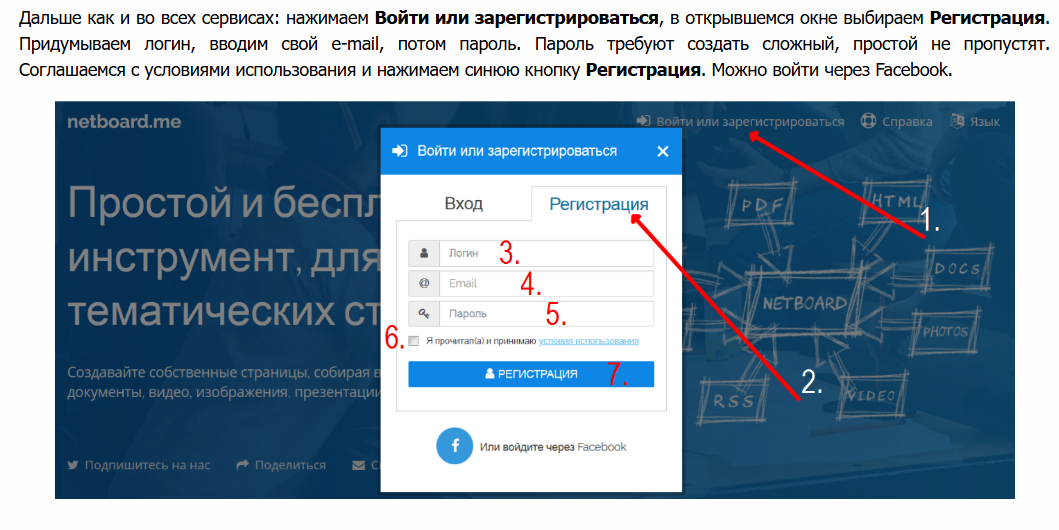 Дальше как и во всех сервисах: нажимаем Войти или зарегистрироваться, в открывшемся окне выбираем Регистрация.
Придумываем логин, вводим свой e-mail, потом пароль. Пароль требуют создать сложный, простой не пропустят.
Соглашаемся с условиями использования и нажимаем синюю кнопку Регистрация. Можно войти через Facebook.
netboard.me
Войти или зарегистрироваться
Справка
Язык
Войти или зарегистрироваться
×
Простой и беспл
инструмент, для
тематических ст
Вход
Регистрация
1.
Логин
3.
@ Email
4.
Пароль
5.
6.
Я прочитал(а) и принимаю условия использования
РЕГИСТРАЦИЯ
7.
2.
Создавайте собственные страницы, собирая в
документы, видео, изображения, презентации
f Или войдите через Facebook
Подпишитесь на нас
Поделиться
PDF
HTML
DOCS
NETBOARD
PHOTOS
RSS
VIDEO